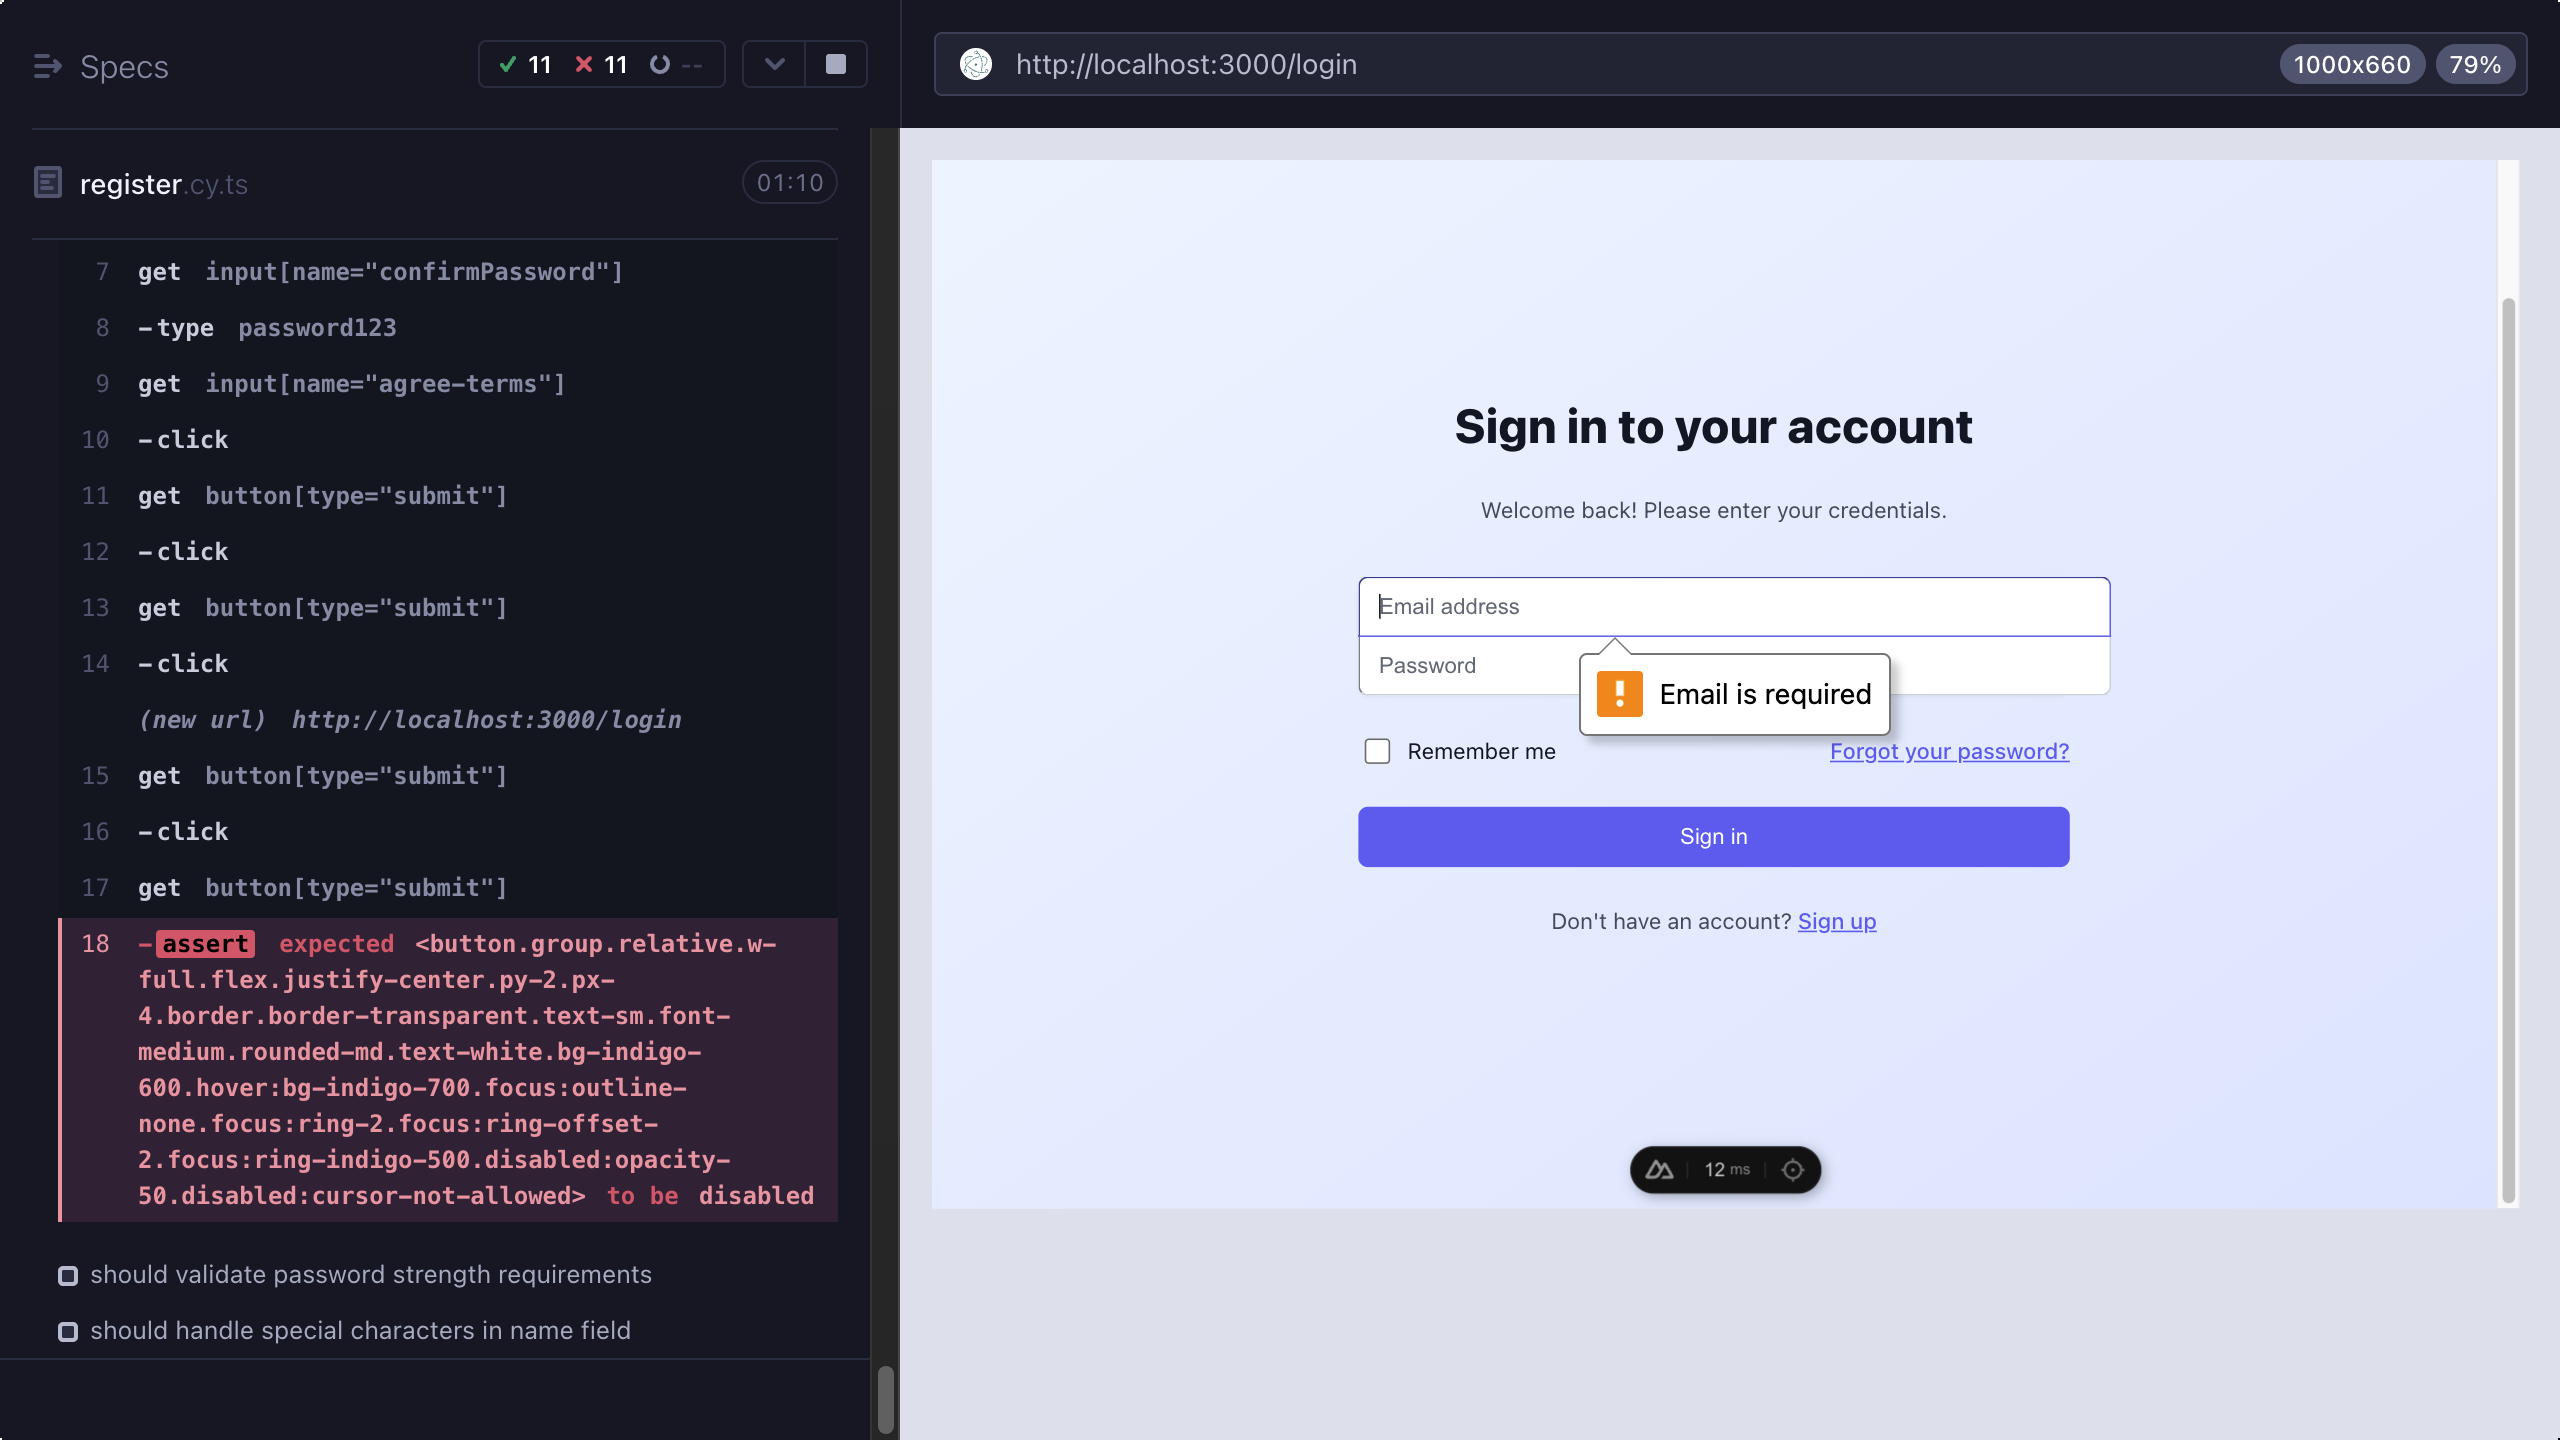 Specs
11 11 --
register.cy.ts
01:10
7 get input[name="confirmPassword"]
8 -type password123
9 get input[name="agree-terms"]
10 -click
11 get button[type="submit"]
12 -click
13 get button[type="submit"]
14 -click
(new url) http://localhost:3000/login
15 get button[type="submit"]
16 -click
17 get button[type="submit"]
18 -assert expected <button.group.relative.w-
full.flex.justify-center.py-2.px-
4.border.border-transparent.text-sm.font-
medium.rounded-md.text-white.bg-indigo-
600.hover:bg-indigo-700.focus:outline-
none.focus:ring-2.focus:ring-offset-
2.focus:ring-indigo-500.disabled:opacity-
50.disabled:cursor-not-allowed> to be disabled
should validate password strength requirements
should handle special characters in name field
http://localhost:3000/login
1000x660
79%
Sign in to your account
Welcome back! Please enter your credentials.
Email address
Password
Email is required
Remember me
Forgot your password?
Sign in
Don't have an account? Sign up
12 ms